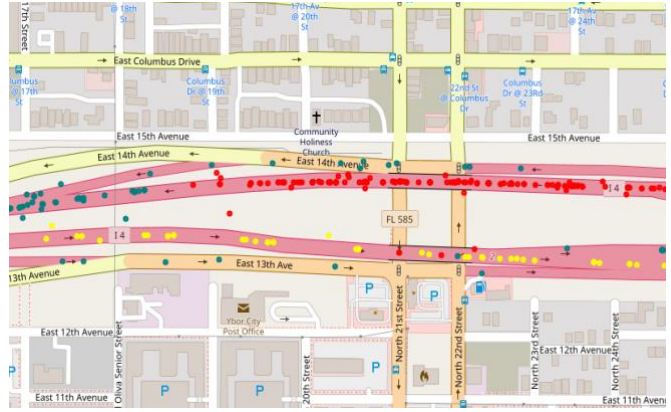 @ 18th
St
17th Av
@ 20th
St
17th Av
@ 24th
St
17th Street
East Columbus Drive
Columbus
@ 17th
St
Columbus
Dr @ 19th
St
22nd St
@ Columbus
Dr
Columbus
Dr @ 23Rd
St
East 15th Avenue
East 15th Avenue
Community
Holiness
Church
East 14th Avenue
East 14th Avenue
I 4
I 4
FL 585
13th Avenue
East 13th Ave
P
P
Ybor City
Post Office
East 12th Avenue
East 12th Avenue
Oliva Senior Street
20th Street
North 21st Street
North 22nd Street
North 23rd Street
North 24th Street
P
P
P
East 11th Avenue
East 11th Avenue